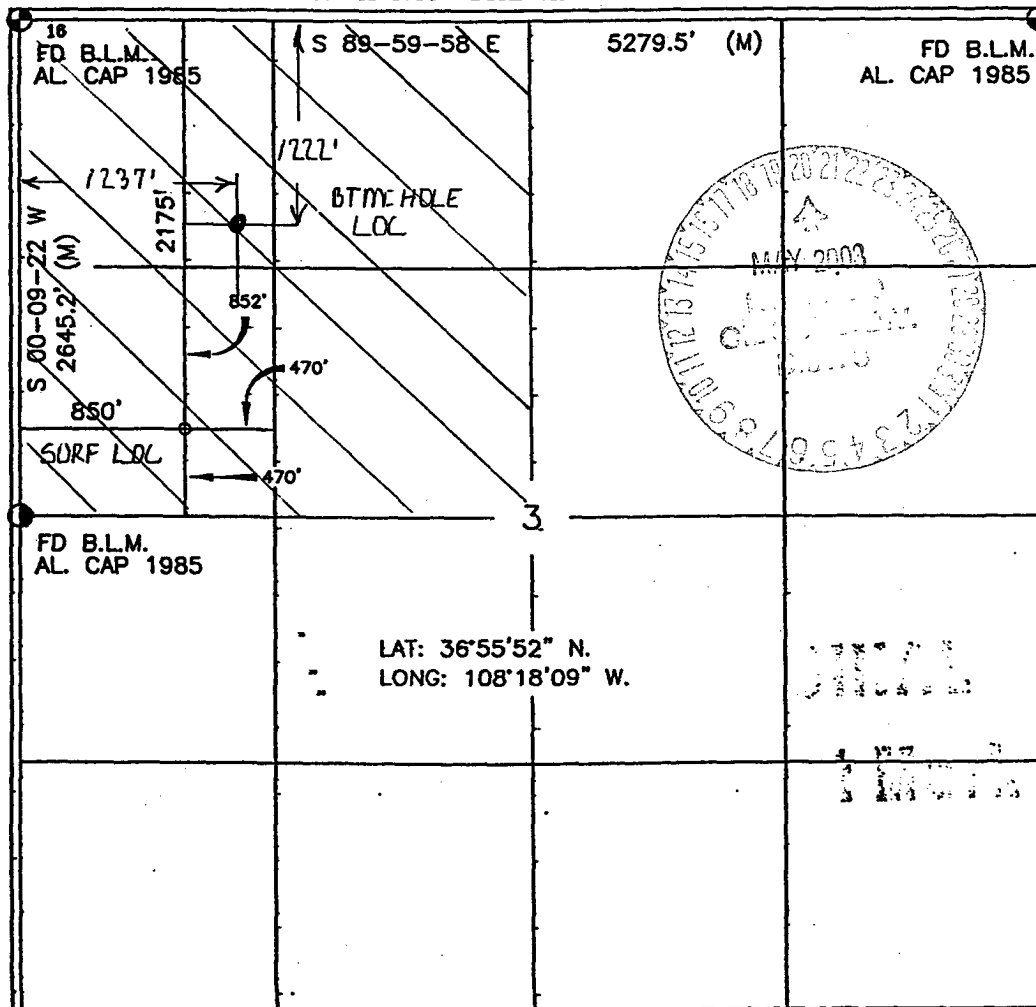 16
FD B.L.M.
AL. CAP 1985
S 89-59-58 E
5279.5' (M)
FD B.L.M.
AL. CAP 1985
1222'
1237'
BTM HOLE
LOC
2175'
S 00-09-22 W
2645.2' (M)
852'
470'
850'
SURF LOC
470'
MAY 2003
3
FD B.L.M.
AL. CAP 1985
LAT: 36°55'52" N.
LONG: 108°18'09" W.